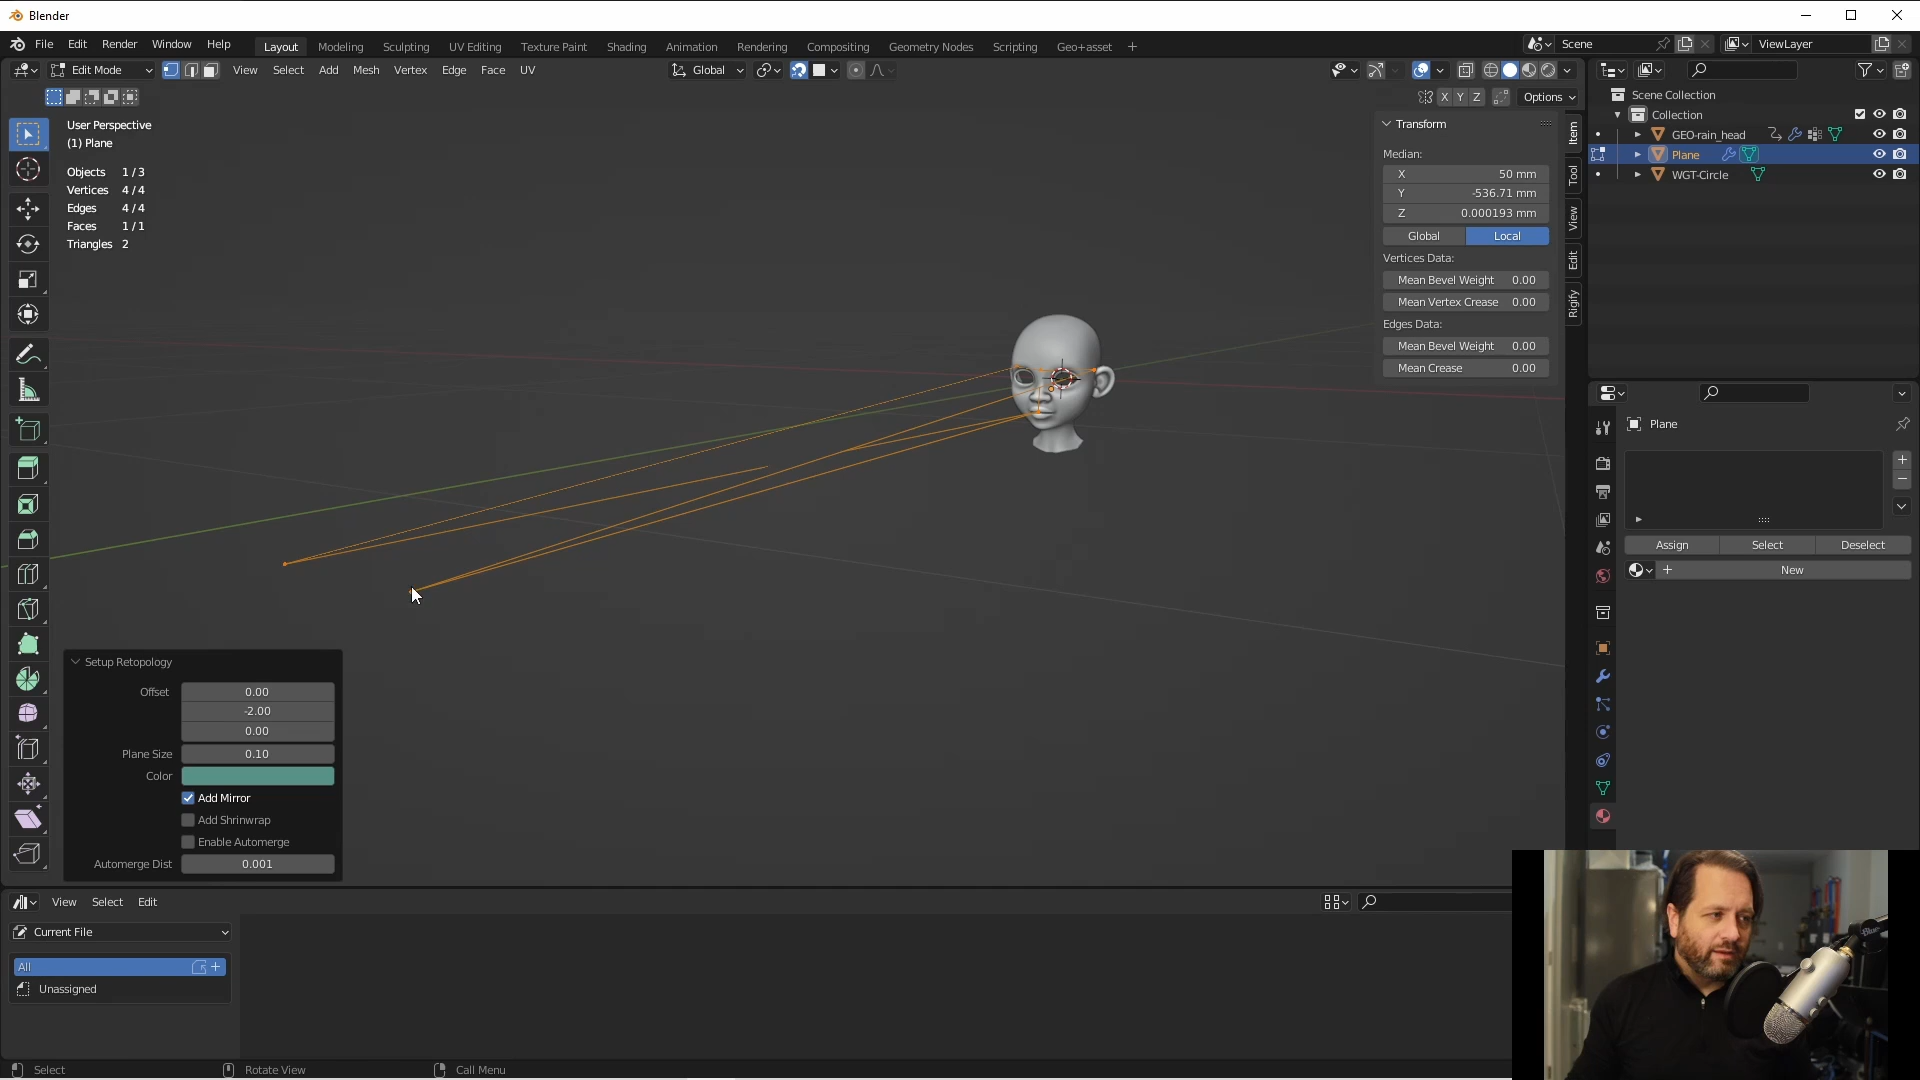 Blender
File Edit Render Window Help
Layout Modeling Sculpting UV Editing Texture Paint Shading Animation Rendering Compositing Geometry Nodes Scripting Geo+asset +
Scene
ViewLayer
Edit Mode
View Select Add Mesh Vertex Edge Face UV
Global
X Y Z
Options
User Perspective
(1) Plane
Objects 1 / 3
Vertices 4 / 4
Edges 4 / 4
Faces 1 / 1
Triangles 2
Transform
Median:
X 50 mm
Y -536.71 mm
Z 0.000193 mm
Global Local
Vertices Data:
Mean Bevel Weight 0.00
Mean Vertex Crease 0.00
Edges Data:
Mean Bevel Weight 0.00
Mean Crease 0.00
Item
Tool
View
Edit
Rigify
Scene Collection
Collection
GEO-rain_head
Plane
WGT-Circle
Plane
Assign Select Deselect
+ New
Setup Retopology
Offset 0.00
-2.00
0.00
Plane Size 0.10
Color
Add Mirror
Add Shrinwrap
Enable Automerge
Automerge Dist 0.001
View Select Edit
Current File
All
Unassigned
Select
Rotate View
Call Menu
Blue